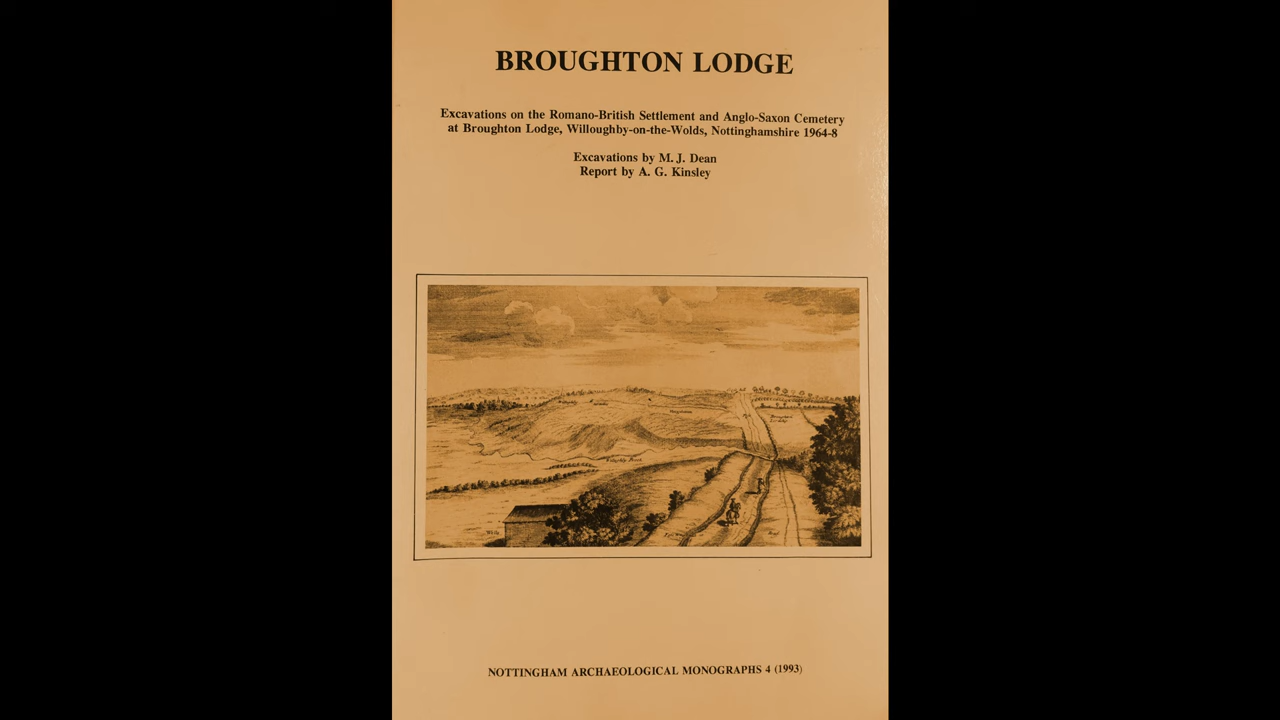 BROUGHTON LODGE
Excavations on the Romano-British Settlement and Anglo-Saxon Cemetery
at Broughton Lodge, Willoughby-on-the-Wolds, Nottinghamshire 1964-8
Excavations by M. J. Dean
Report by A. G. Kinsley
NOTTINGHAM ARCHAEOLOGICAL MONOGRAPHS 4 (1993)